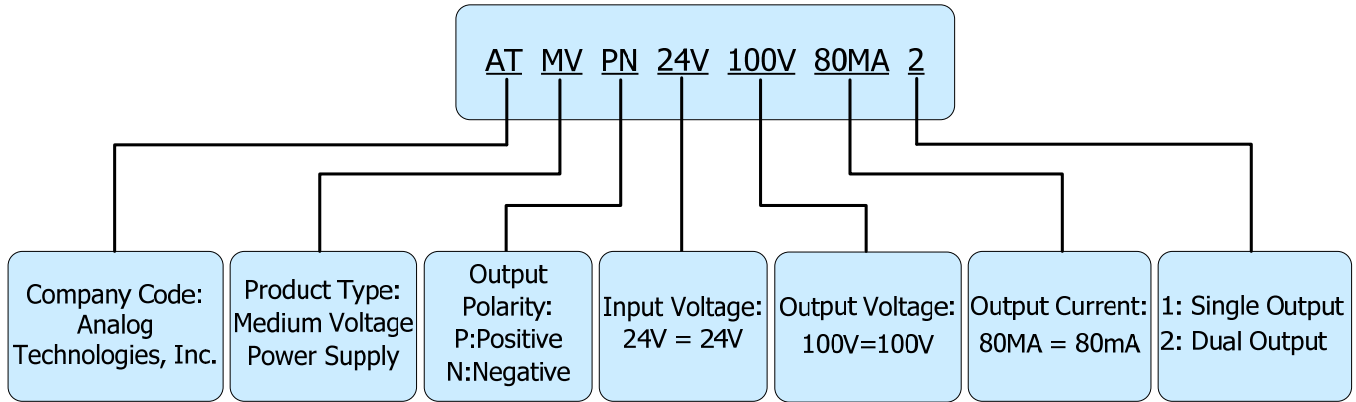 AT MV PN 24V 100V 80MA 2
Company Code:
Analog
Technologies, Inc.
Product Type:
Medium Voltage
Power Supply
Output
Polarity:
P:Positive
N:Negative
Input Voltage:
24V = 24V
Output Voltage:
100V=100V
Output Current:
80MA = 80mA
1: Single Output
2: Dual Output